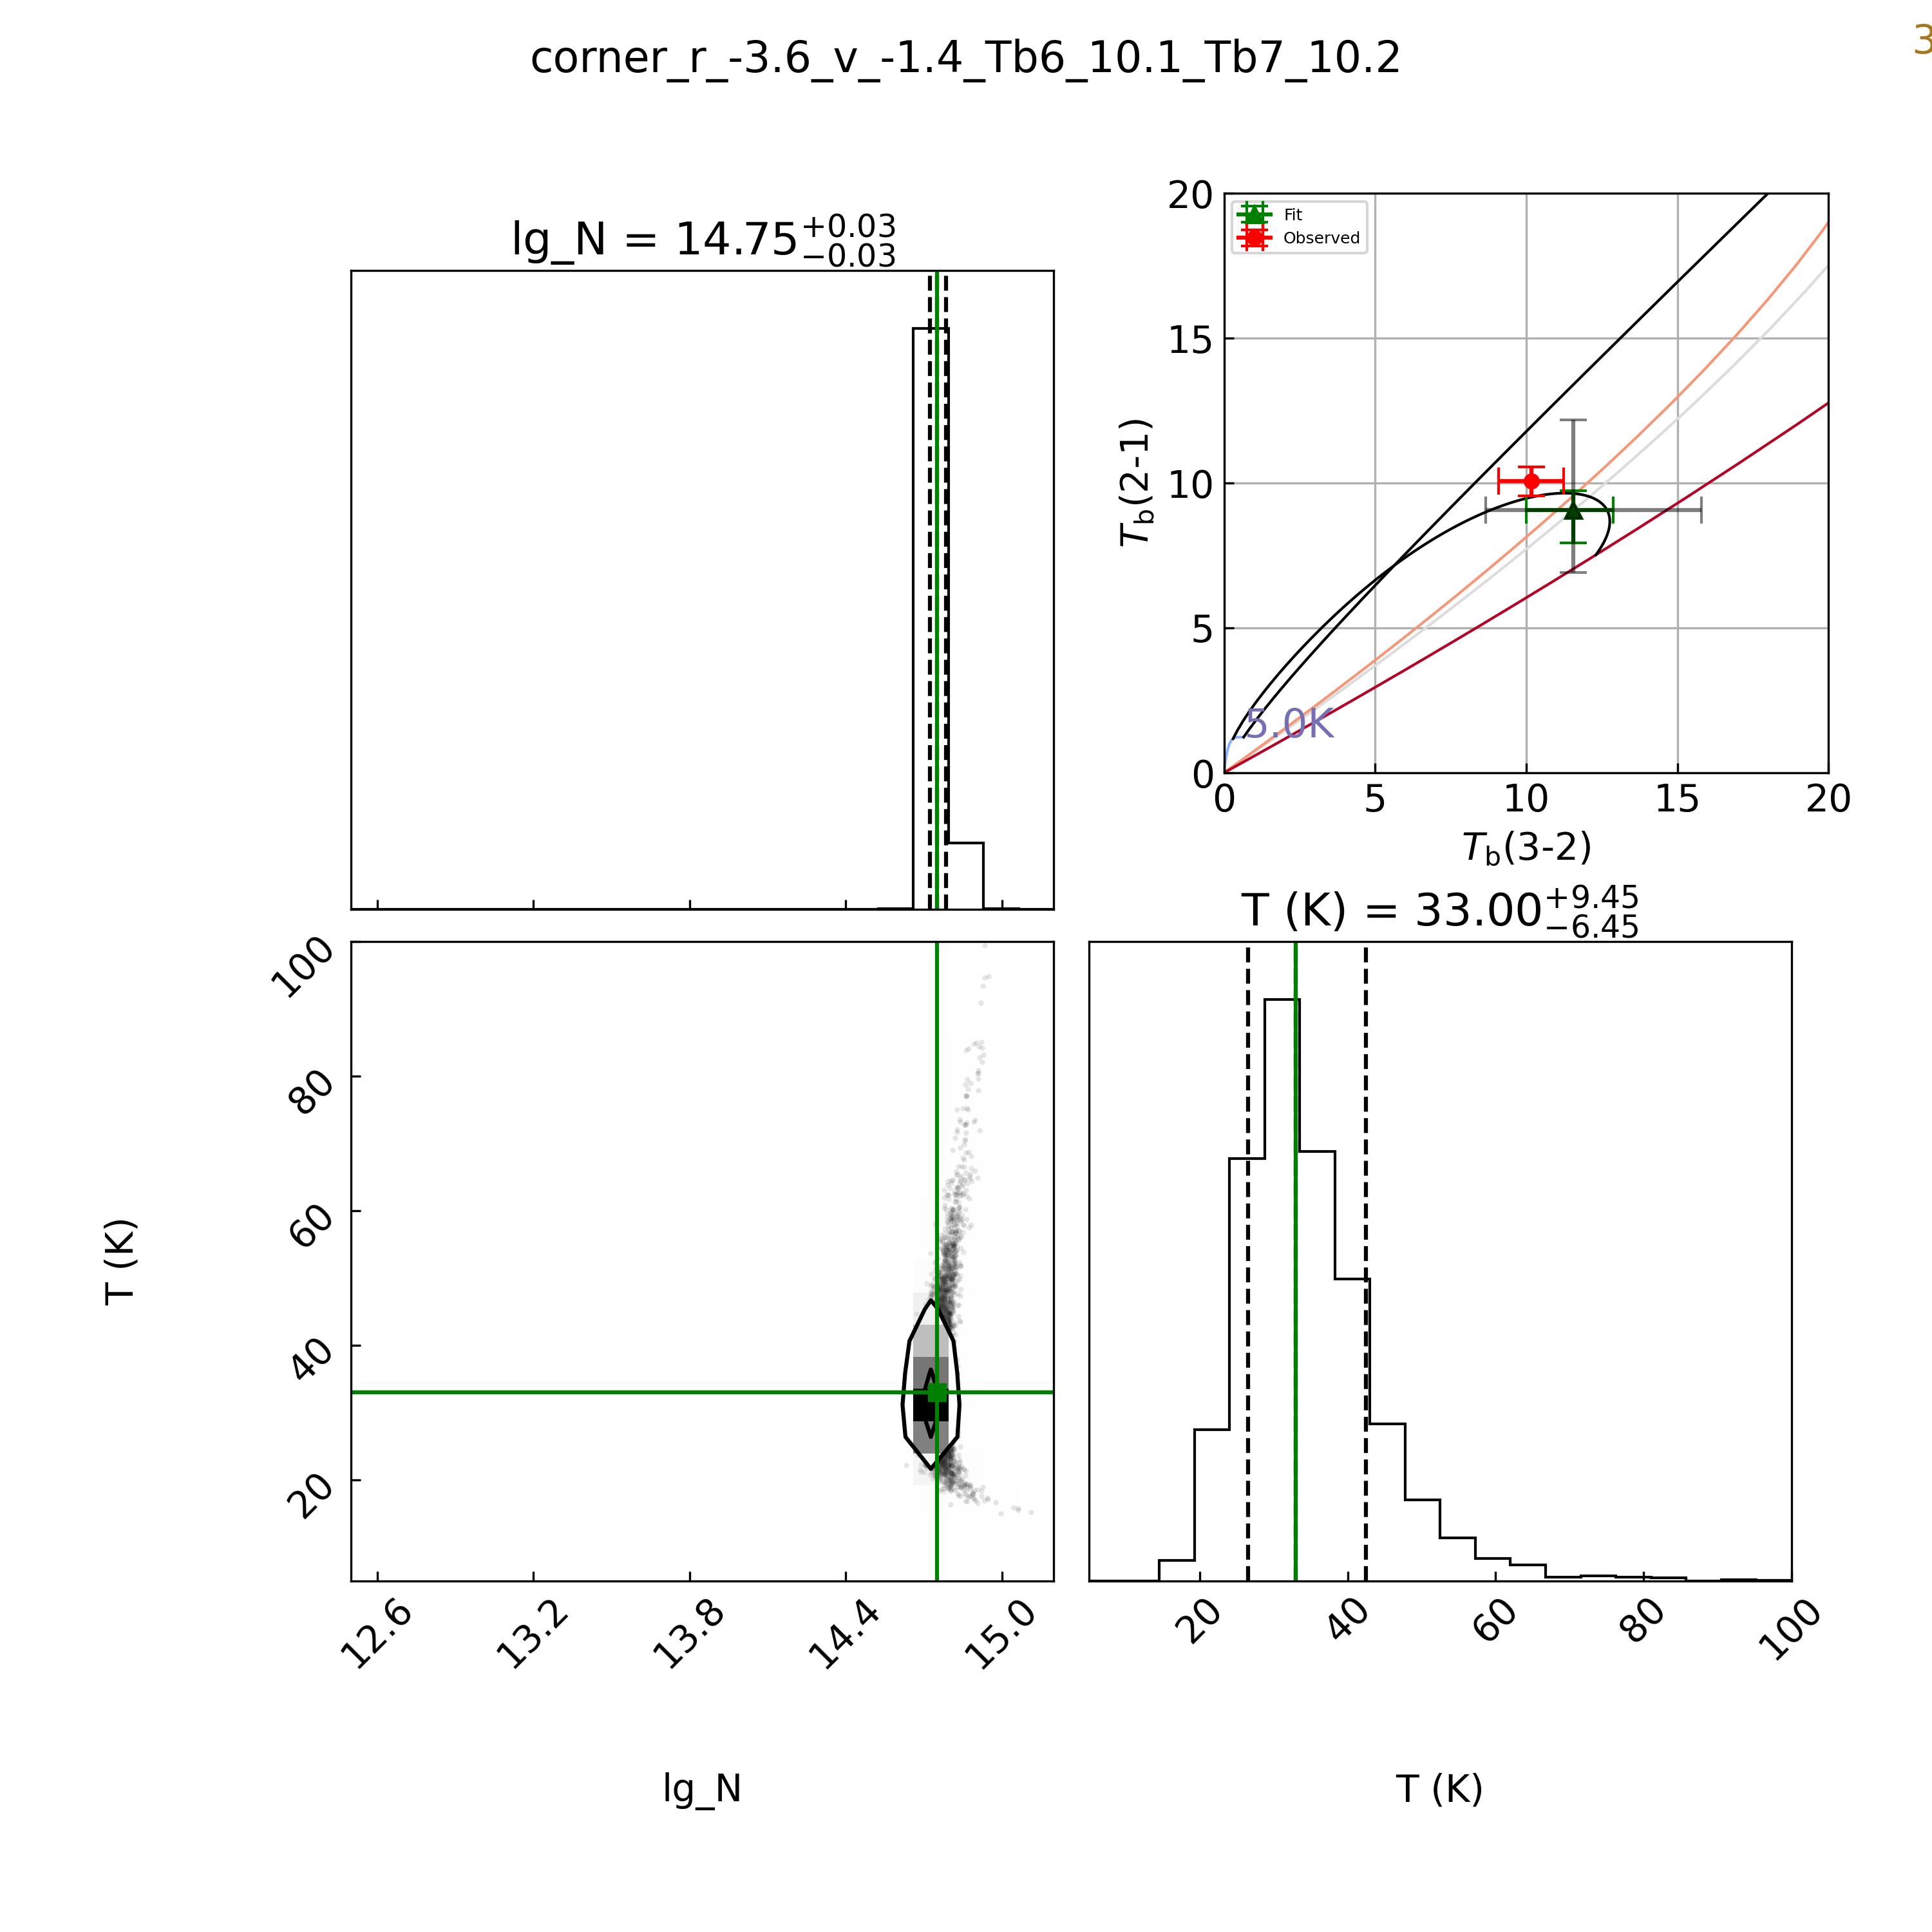 corner_r_-3.6_v_-1.4_Tb6_10.1_Tb7_10.2
3
lg_N = 14.75+0.03 −0.03
20
15
10
5
0
T_b(2-1)
Fit
Observed
5.0K
0 5 10 15 20
T_b(3-2)
T (K) = 33.00+9.45 −6.45
100
80
60
40
20
T (K)
12.6 13.2 13.8 14.4 15.0
20 40 60 80 100
lg_N
T (K)